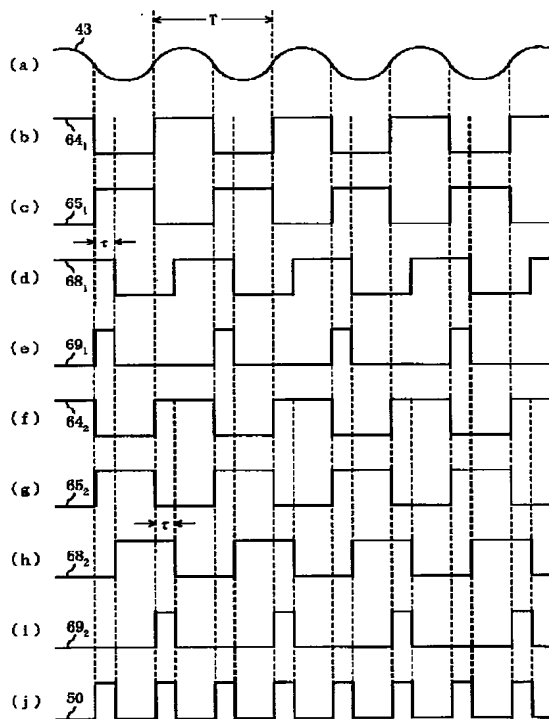 T
43
(a)
(b)
64₁
(c)
65₁
τ
(d)
68₁
(e)
69₁
(f)
64₂
(g)
65₂
τ
(h)
68₂
(i)
69₂
(j)
50